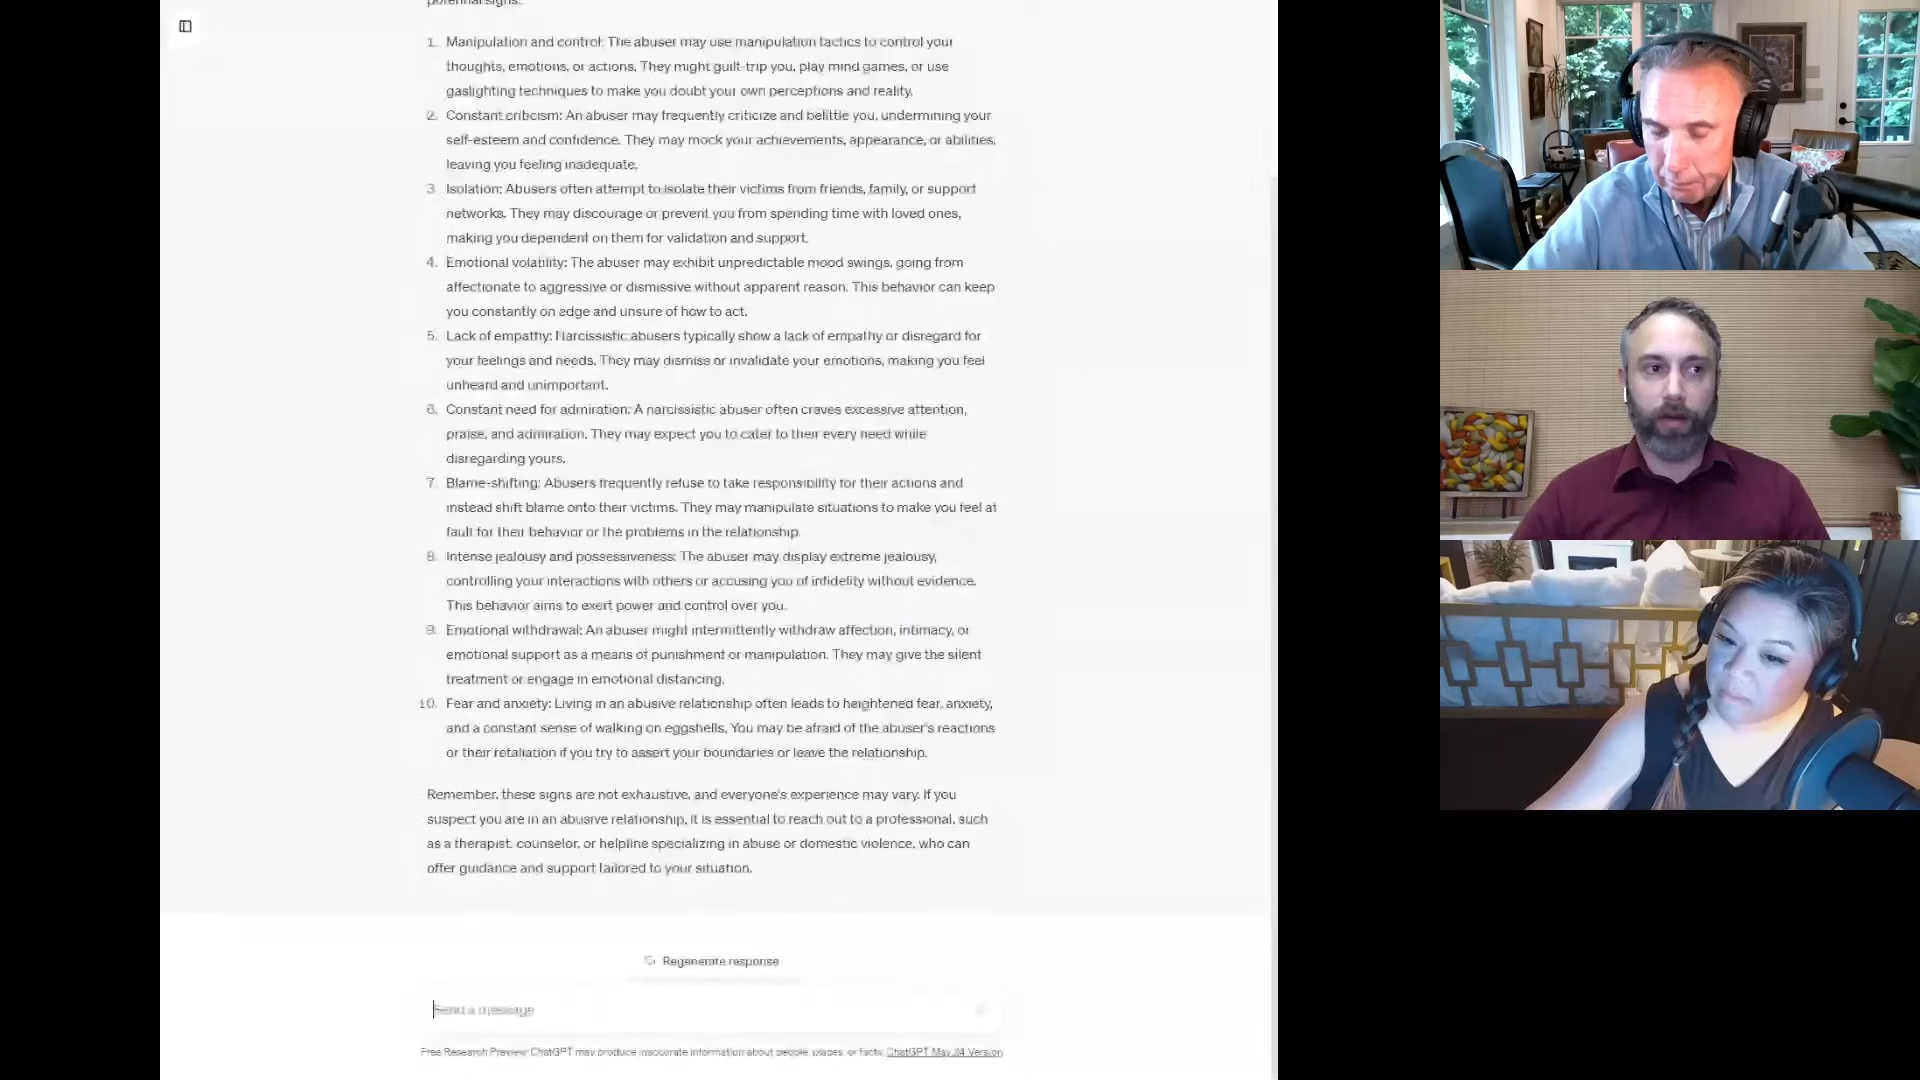 potential signs:
1. Manipulation and control: The abuser may use manipulation tactics to control your
thoughts, emotions, or actions. They might guilt-trip you, play mind games, or use
gaslighting techniques to make you doubt your own perceptions and reality.
2. Constant criticism: An abuser may frequently criticize and belittle you, undermining your
self-esteem and confidence. They may mock your achievements, appearance, or abilities,
leaving you feeling inadequate.
3. Isolation: Abusers often attempt to isolate their victims from friends, family, or support
networks. They may discourage or prevent you from spending time with loved ones,
making you dependent on them for validation and support.
4. Emotional volatility: The abuser may exhibit unpredictable mood swings, going from
affectionate to aggressive or dismissive without apparent reason. This behavior can keep
you constantly on edge and unsure of how to act.
5. Lack of empathy: Narcissistic abusers typically show a lack of empathy or disregard for
your feelings and needs. They may dismiss or invalidate your emotions, making you feel
unheard and unimportant.
6. Constant need for admiration: A narcissistic abuser often craves excessive attention,
praise, and admiration. They may expect you to cater to their every need while
disregarding yours.
7. Blame-shifting: Abusers frequently refuse to take responsibility for their actions and
instead shift blame onto their victims. They may manipulate situations to make you feel at
fault for their behavior or the problems in the relationship.
8. Intense jealousy and possessiveness: The abuser may display extreme jealousy,
controlling your interactions with others or accusing you of infidelity without evidence.
This behavior aims to exert power and control over you.
9. Emotional withdrawal: An abuser might intermittently withdraw affection, intimacy, or
emotional support as a means of punishment or manipulation. They may give the silent
treatment or engage in emotional distancing.
10. Fear and anxiety: Living in an abusive relationship often leads to heightened fear, anxiety,
and a constant sense of walking on eggshells. You may be afraid of the abuser's reactions
or their retaliation if you try to assert your boundaries or leave the relationship.
Remember, these signs are not exhaustive, and everyone's experience may vary. If you
suspect you are in an abusive relationship, it is essential to reach out to a professional, such
as a therapist, counselor, or helpline specializing in abuse or domestic violence, who can
offer guidance and support tailored to your situation.
Regenerate response
Send a message
Free Research Preview. ChatGPT may produce inaccurate information about people, places, or facts. ChatGPT May 24 Version